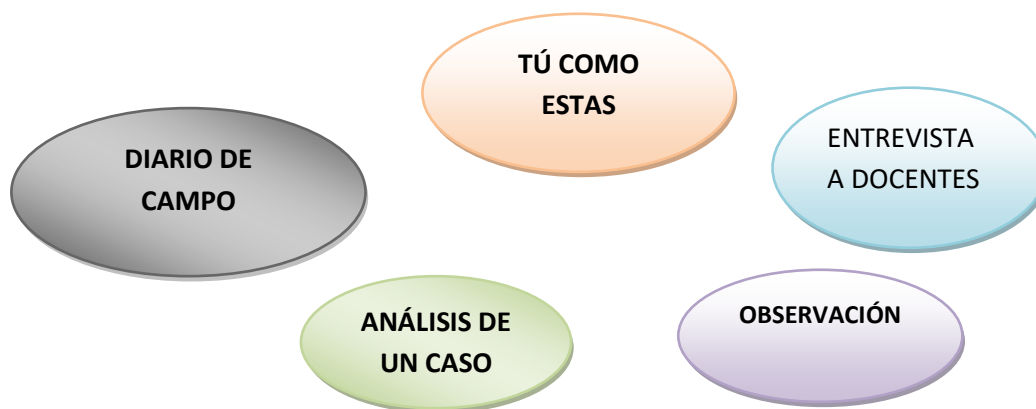 TÚ COMO
ESTAS
DIARIO DE
CAMPO
ENTREVISTA
A DOCENTES
ANÁLISIS DE
UN CASO
OBSERVACIÓN